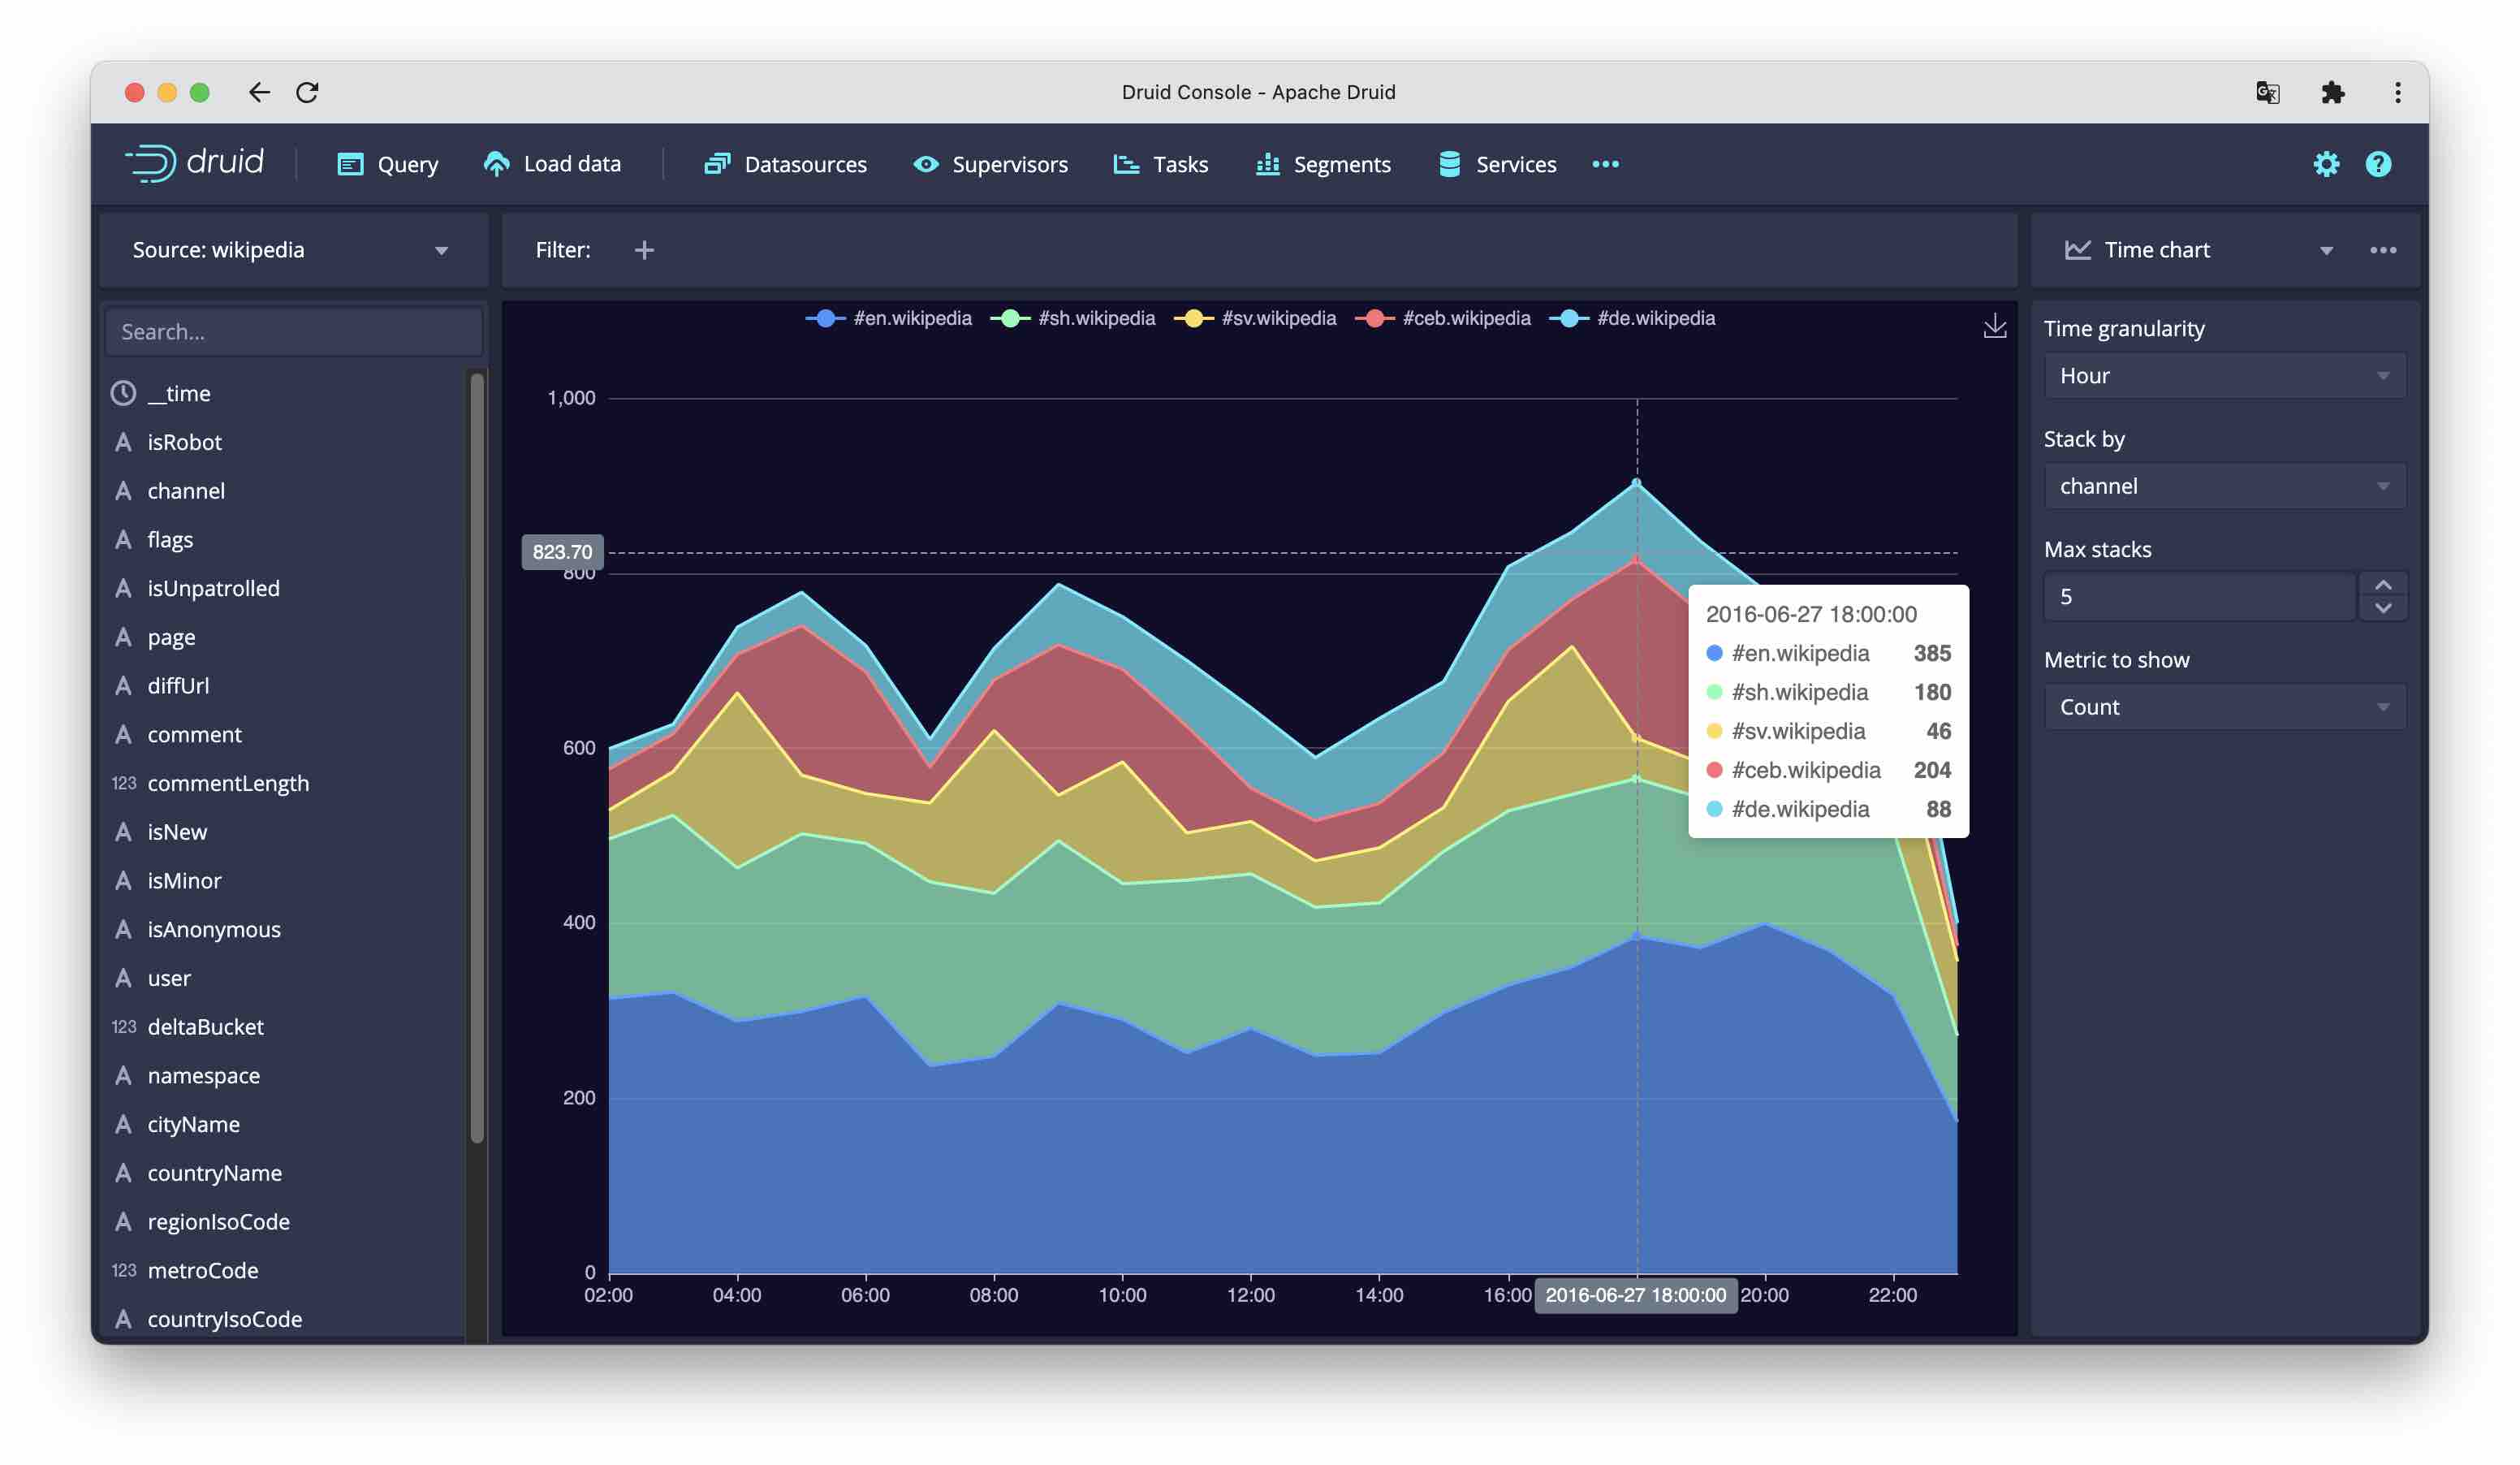 Druid Console - Apache Druid
druid Query Load data Datasources Supervisors Tasks Segments Services
Source: wikipedia
Filter:
Time chart
Search...
__time
isRobot
channel
flags
isUnpatrolled
page
diffUrl
comment
123 commentLength
isNew
isMinor
isAnonymous
user
123 deltaBucket
namespace
cityName
countryName
regionIsoCode
123 metroCode
countryIsoCode
#en.wikipedia #sh.wikipedia #sv.wikipedia #ceb.wikipedia #de.wikipedia
1,000
823.70
800
600
400
200
0
02:00 04:00 06:00 08:00 10:00 12:00 14:00 16:00 2016-06-27 18:00:00 20:00 22:00
2016-06-27 18:00:00
#en.wikipedia 385
#sh.wikipedia 180
#sv.wikipedia 46
#ceb.wikipedia 204
#de.wikipedia 88
Time granularity
Hour
Stack by
channel
Max stacks
5
Metric to show
Count